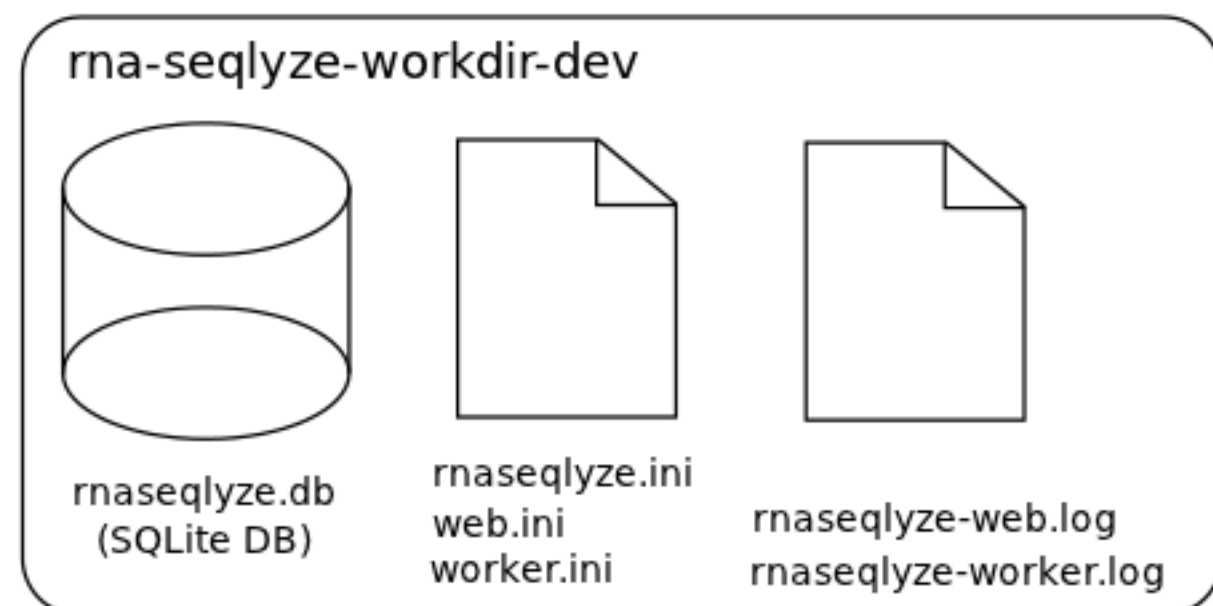 rna-seqlyze-workdir-dev
rnaseqlyze.db
(SQLite DB)
rnaseqlyze.ini
web.ini
worker.ini
rnaseqlyze-web.log
rnaseqlyze-worker.log